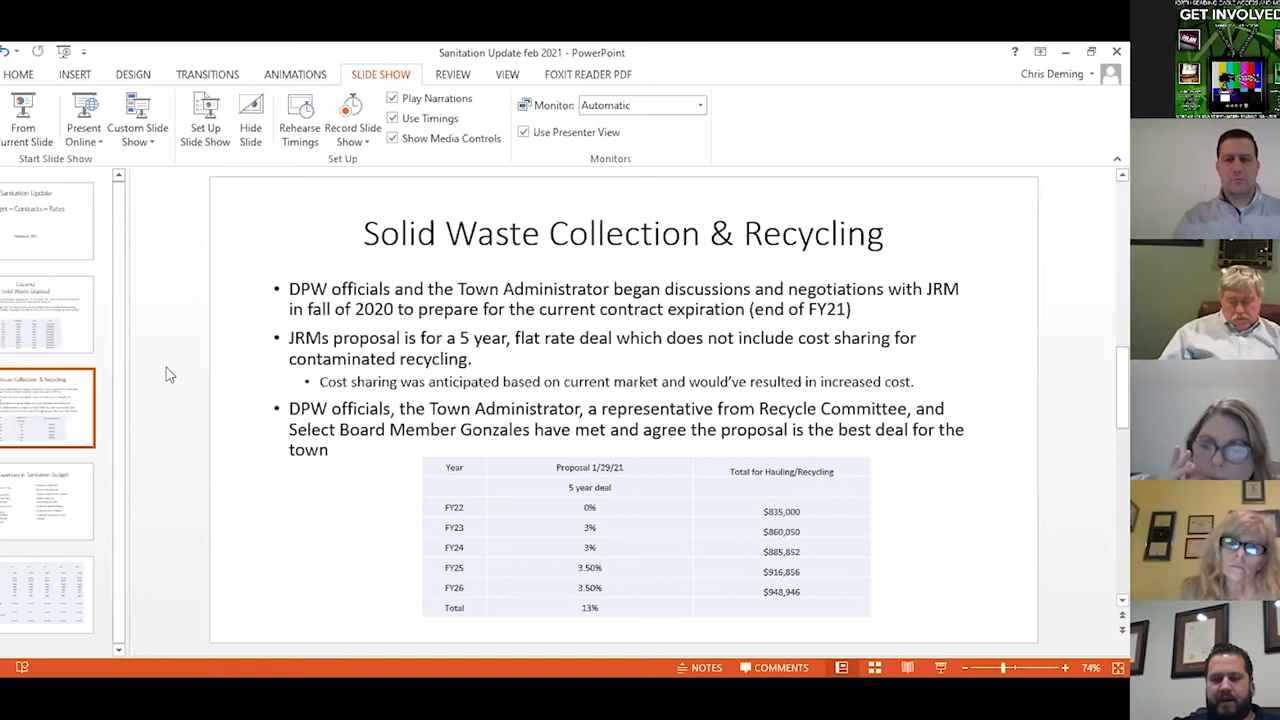 Sanitation Update feb 2021 - PowerPoint
GET INVOLVED
HOME INSERT DESIGN TRANSITIONS ANIMATIONS SLIDE SHOW REVIEW VIEW FOXIT READER PDF
Chris Deming
From
Current Slide
Present
Online
Custom Slide
Show
Set Up
Slide Show
Hide
Slide
Rehearse
Timings
Record Slide
Show
Play Narrations
Use Timings
Show Media Controls
Monitor: Automatic
Use Presenter View
Start Slide Show
Set Up
Monitors
Sanitation Update
Solid Waste Collection & Recycling
• DPW officials and the Town Administrator began discussions and negotiations with JRM
in fall of 2020 to prepare for the current contract expiration (end of FY21)
• JRMs proposal is for a 5 year, flat rate deal which does not include cost sharing for
contaminated recycling.
• Cost sharing was anticipated based on current market and would've resulted in increased cost.
• DPW officials, the Town Administrator, a representative from Recycle Committee, and
Select Board Member Gonzales have met and agree the proposal is the best deal for the
town
Year Proposal 1/29/21 Total for Hauling/Recycling
5 year deal
FY22 0% $835,000
FY23 3% $860,050
FY24 3% $885,852
FY25 3.50% $916,856
FY26 3.50% $948,946
Total 13%
NOTES COMMENTS 74%